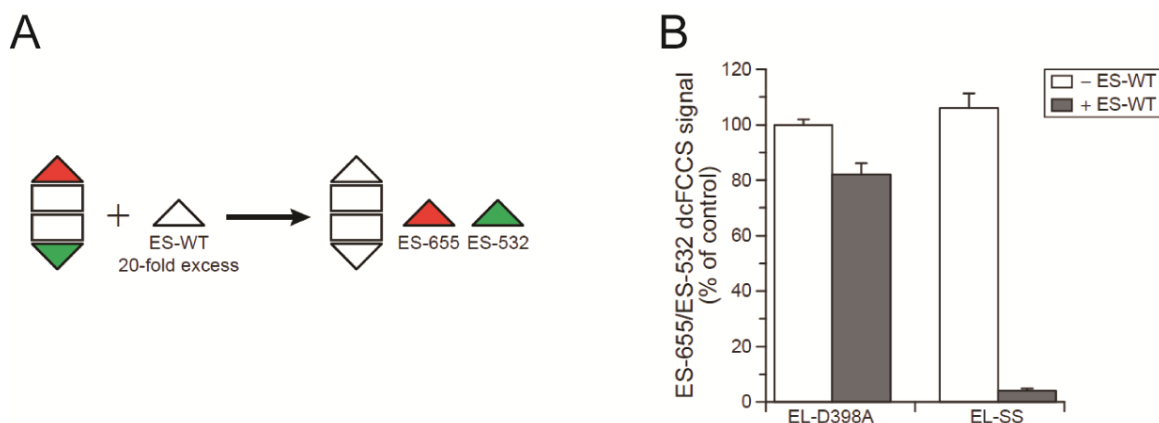 A
+
ES-WT
20-fold excess
ES-655 ES-532
B
ES-655/ES-532 dcFCCS signal
(% of control)
120
100
80
60
40
20
0
– ES-WT
+ ES-WT
EL-D398A EL-SS